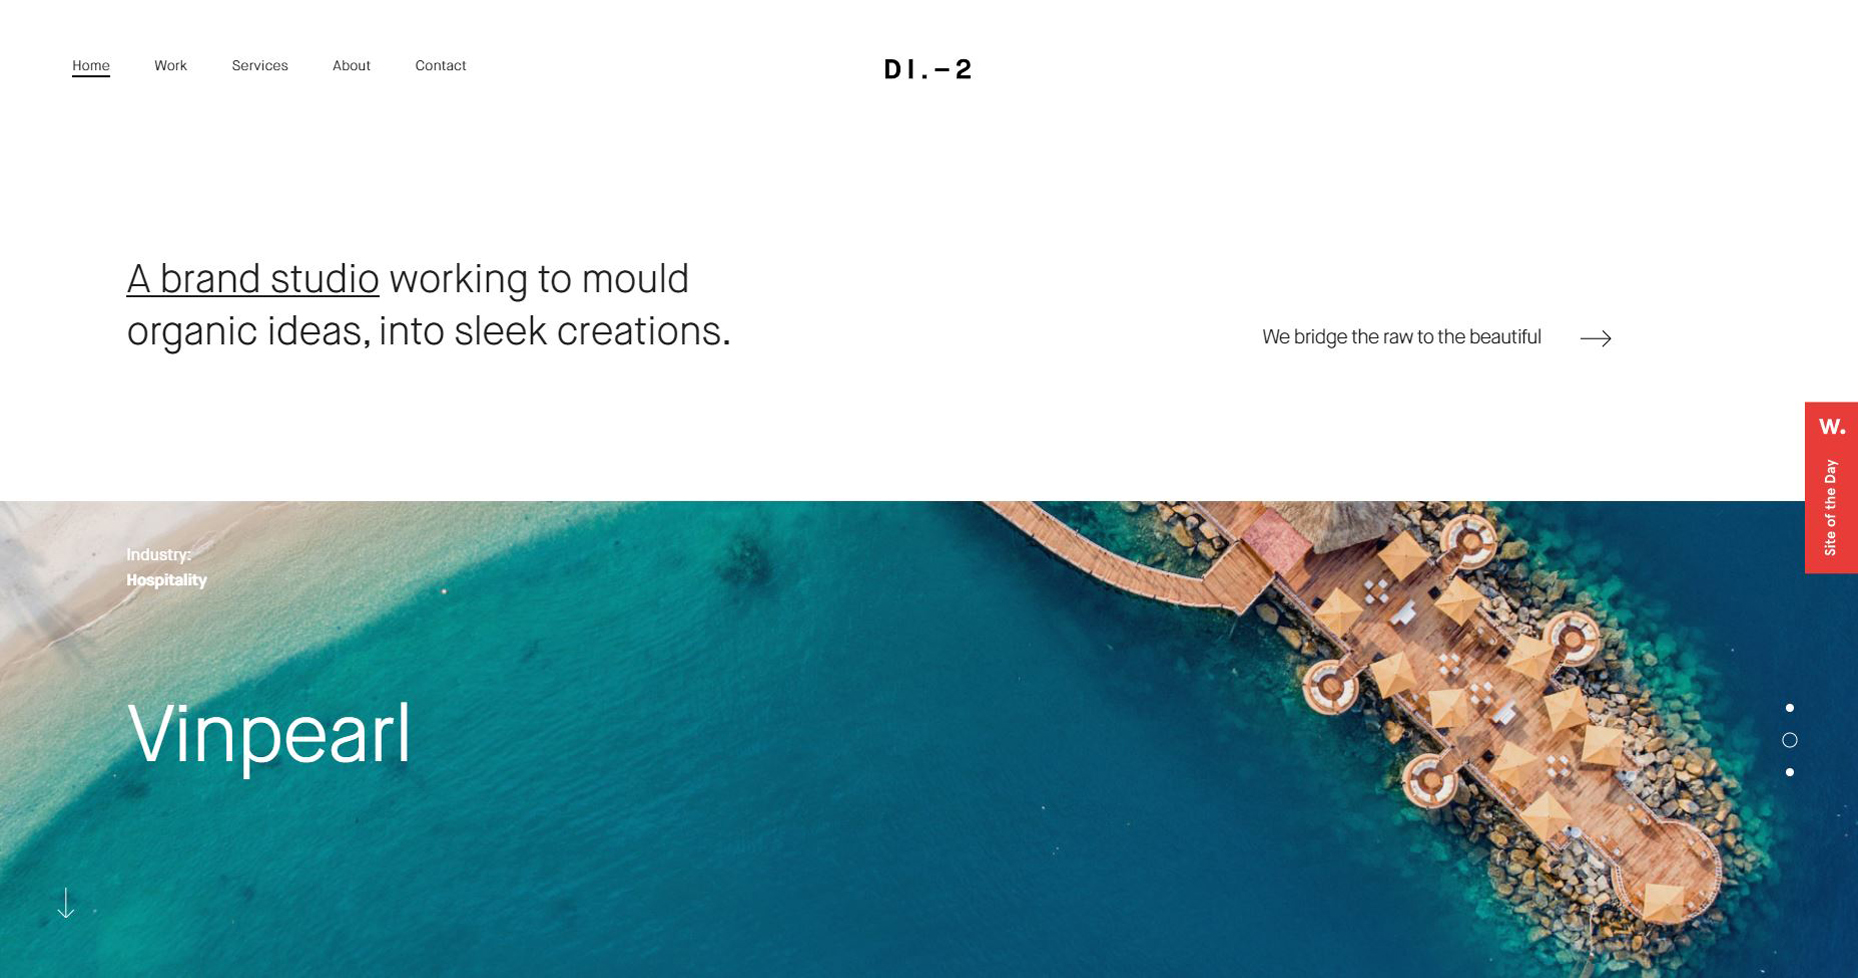 Home Work Services About Contact
DI.–2
A brand studio working to mould
organic ideas, into sleek creations.
We bridge the raw to the beautiful
W.
Site of the Day
Industry:
Hospitality
Vinpearl